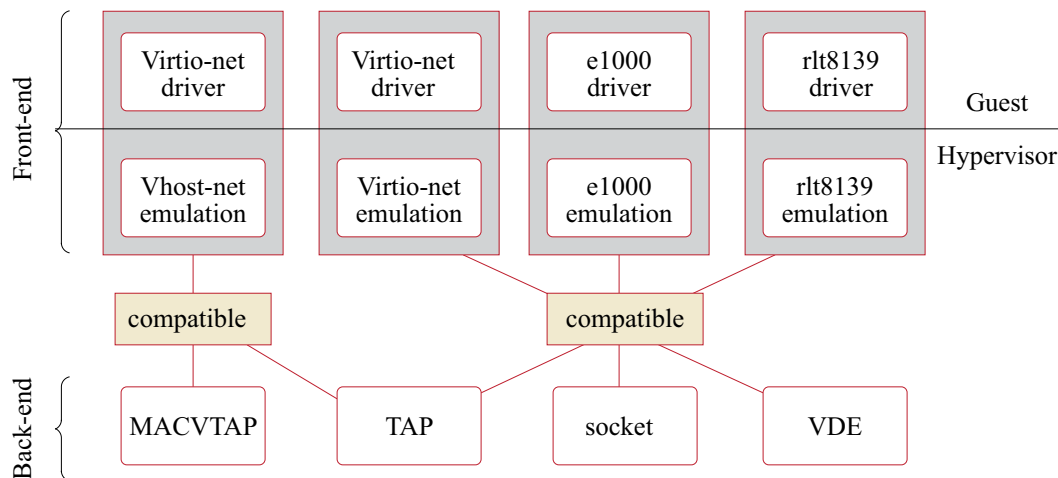 Front-end
Virtio-net
driver
Virtio-net
driver
e1000
driver
rlt8139
driver
Guest
Hypervisor
Vhost-net
emulation
Virtio-net
emulation
e1000
emulation
rlt8139
emulation
compatible
compatible
Back-end
MACVTAP
TAP
socket
VDE